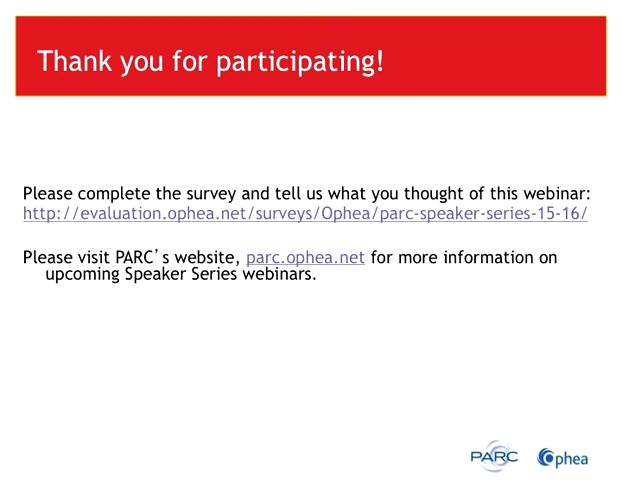 Thank you for participating!
Please complete the survey and tell us what you thought of this webinar:
http://evaluation.ophea.net/surveys/Ophea/parc-speaker-series-15-16/
Please visit PARC’s website, parc.ophea.net for more information on
upcoming Speaker Series webinars.
PARC Ophea